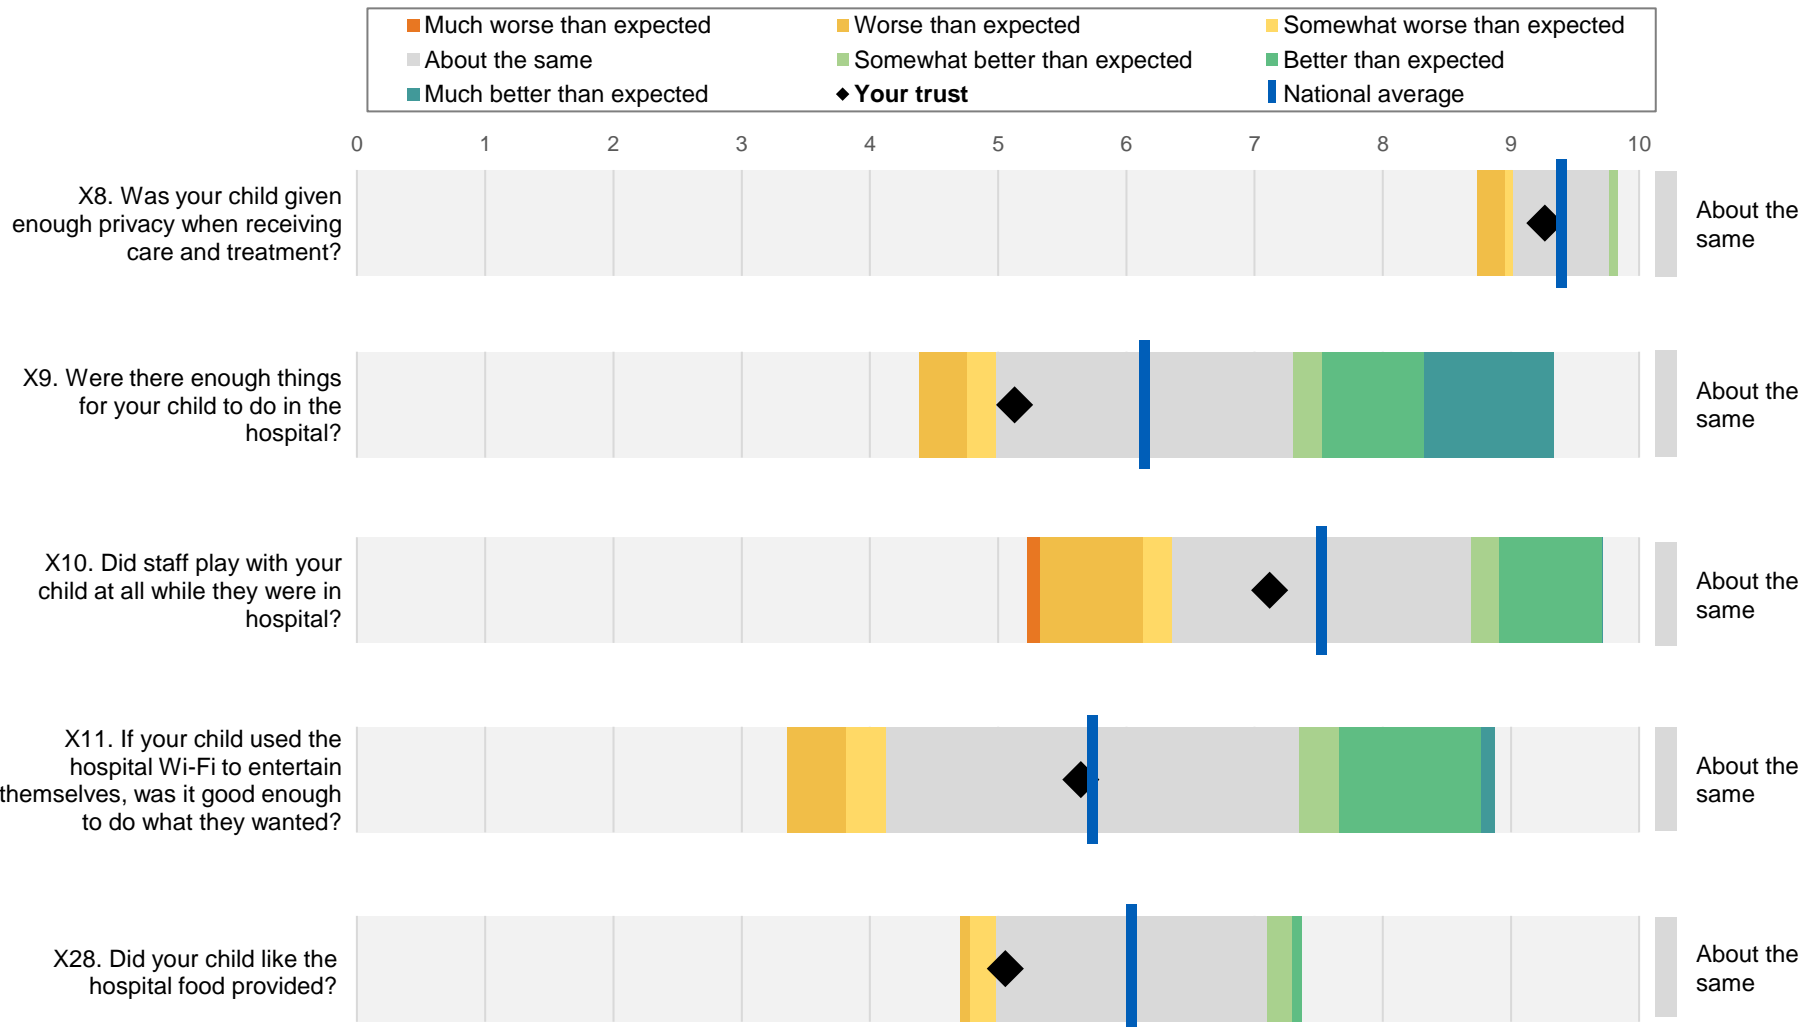 Much worse than expected
Worse than expected
Somewhat worse than expected
About the same
Somewhat better than expected
Better than expected
Much better than expected
Your trust
National average
0 1 2 3 4 5 6 7 8 9 10
X8. Was your child given
enough privacy when receiving
care and treatment?
About the
same
X9. Were there enough things
for your child to do in the
hospital?
About the
same
X10. Did staff play with your
child at all while they were in
hospital?
About the
same
X11. If your child used the
hospital Wi-Fi to entertain
themselves, was it good enough
to do what they wanted?
About the
same
X28. Did your child like the
hospital food provided?
About the
same